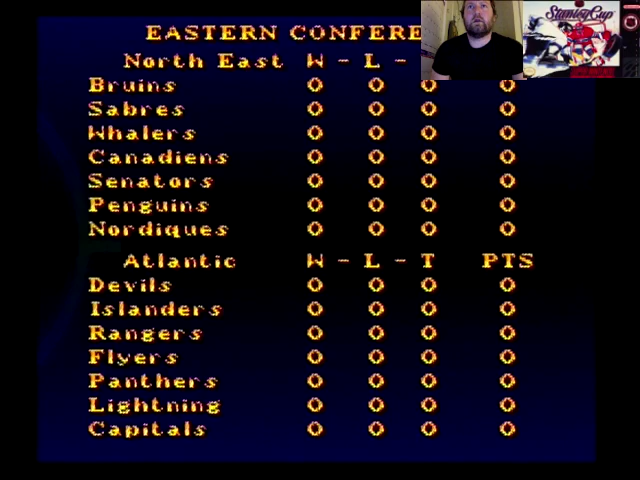 EASTERN CONFERE
North East W - L -
Bruins 0 0 0 0
Sabres 0 0 0 0
Whalers 0 0 0 0
Canadiens 0 0 0 0
Senators 0 0 0 0
Penguins 0 0 0 0
Nordiques 0 0 0 0
Atlantic W - L - T PTS
Devils 0 0 0 0
Islanders 0 0 0 0
Rangers 0 0 0 0
Flyers 0 0 0 0
Panthers 0 0 0 0
Lightning 0 0 0 0
Capitals 0 0 0 0
Stanley Cup